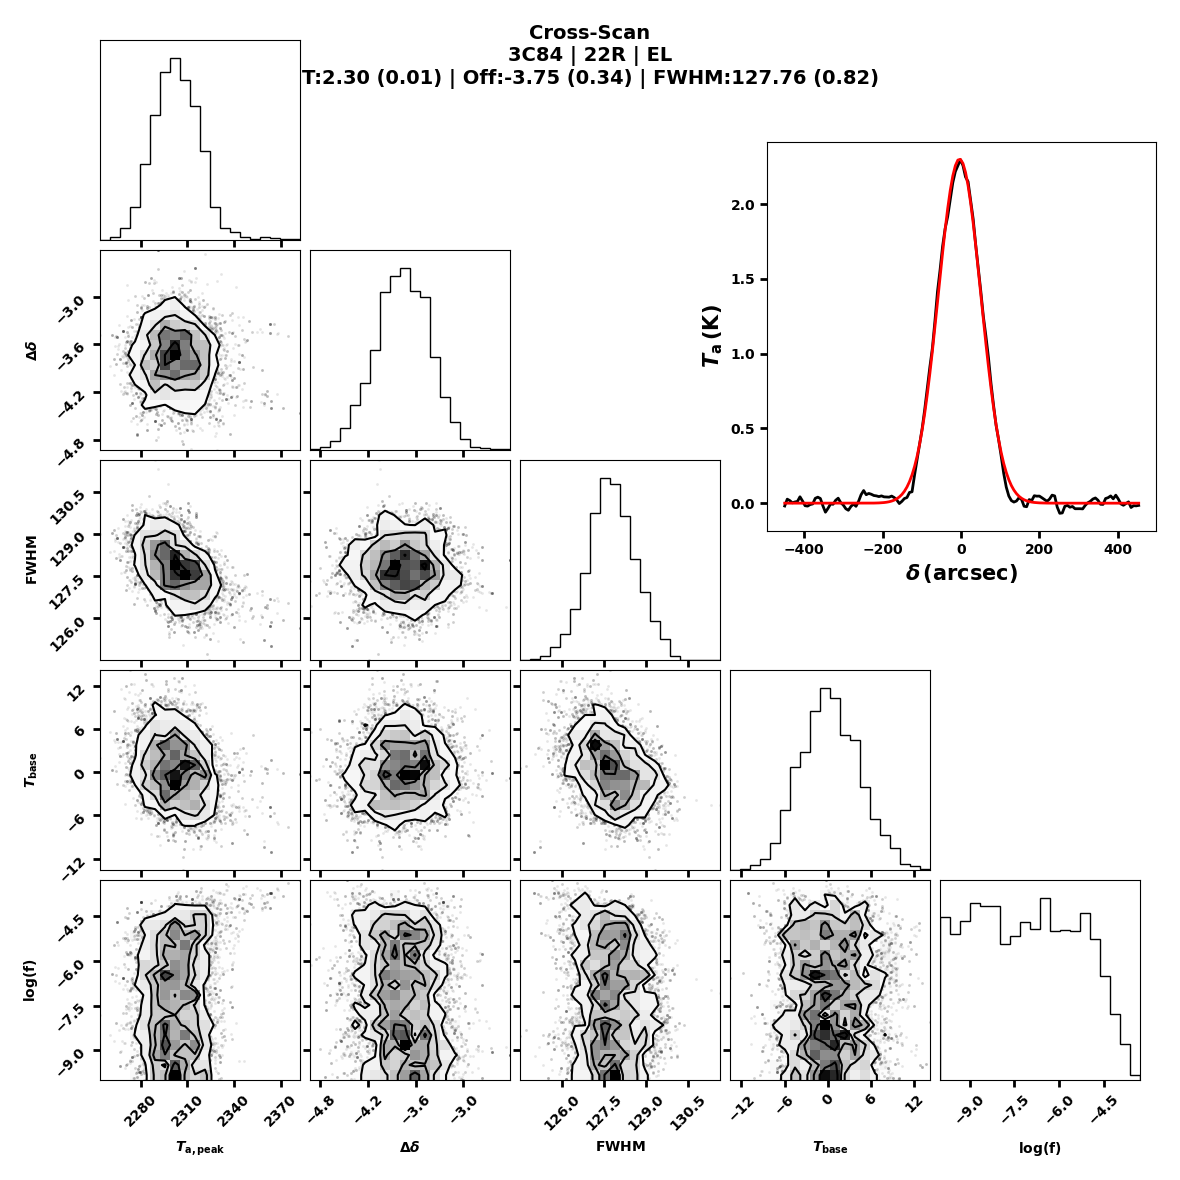 Cross-Scan
3C84 | 22R | EL
T:2.30 (0.01) | Off:-3.75 (0.34) | FWHM:127.76 (0.82)
2.0
1.5
1.0
0.5
0.0
Tₐ (K)
−400 −200 0 200 400
δ (arcsec)
−3.0
−3.6
−4.2
−4.8
Δδ
130.5
129.0
127.5
126.0
FWHM
12
6
0
−6
−12
T_base
−4.5
−6.0
−7.5
−9.0
log(f)
2280 2310 2340 2370
−4.8 −4.2 −3.6 −3.0
126.0 127.5 129.0 130.5
−12 −6 0 6 12
−9.0 −7.5 −6.0 −4.5
T_a,peak Δδ FWHM T_base log(f)